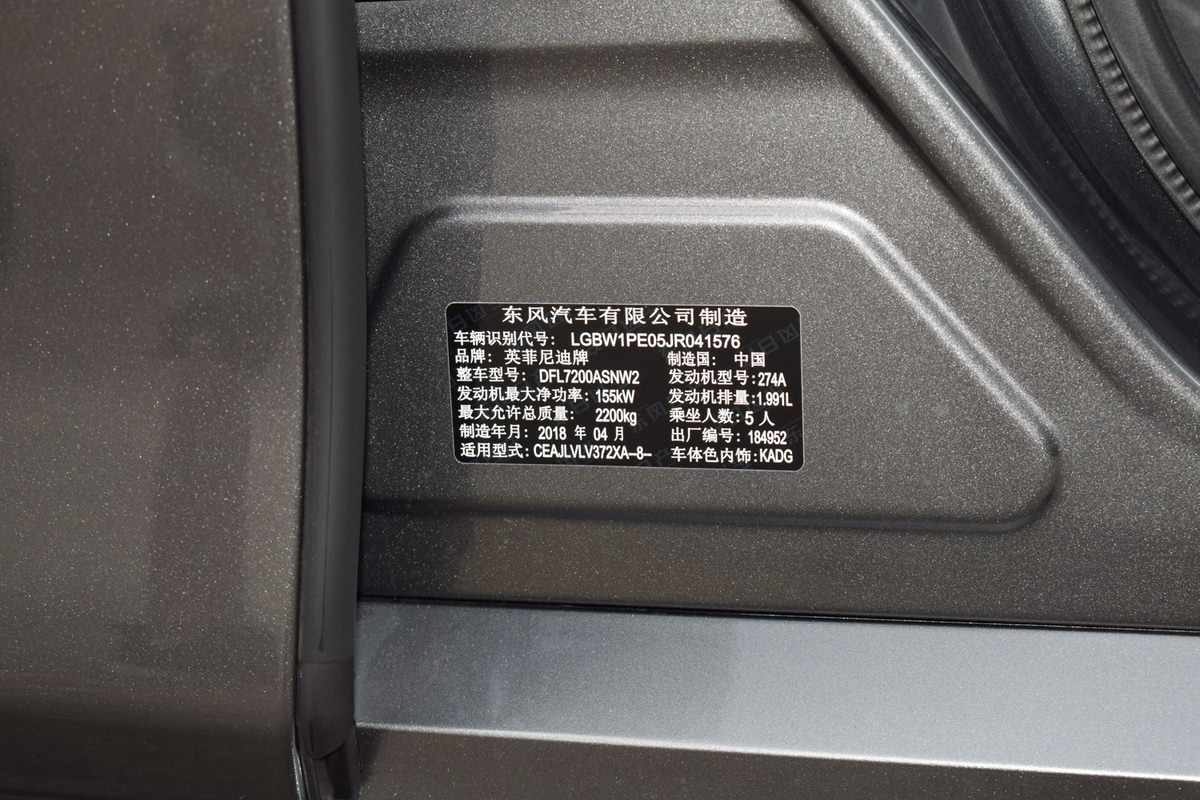 东风汽车有限公司制造
车辆识别代号: LGBW1PE05JR041576
品牌: 英菲尼迪牌 制造国: 中国
整车型号: DFL7200ASNW2 发动机型号:274A
发动机最大净功率:155kW 发动机排量:1.991L
最大允许总质量: 2200kg 乘坐人数:5 人
制造年月: 2018 年 04 月 出厂编号: 184952
适用型式: CEAJLVLV372XA-8- 车体色内饰:KADG